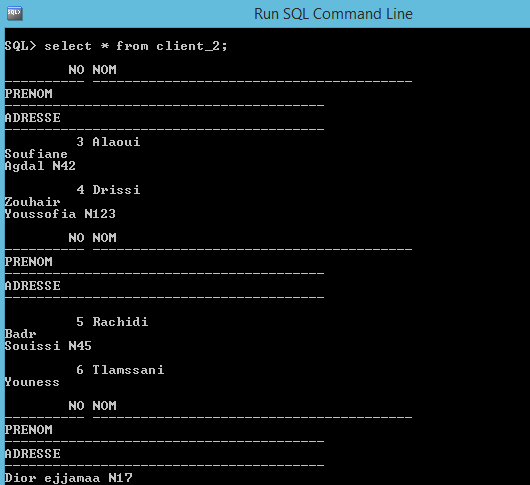 Run SQL Command Line
SQL> select * from client_2;
NO NOM
---------- ----------------------------------------
PRENOM
----------------------------------------
ADRESSE
----------------------------------------
3 Alaoui
Soufiane
Agdal N42
4 Drissi
Zouhair
Youssofia N123
NO NOM
---------- ----------------------------------------
PRENOM
----------------------------------------
ADRESSE
----------------------------------------
5 Rachidi
Badr
Souissi N45
6 Tlamssani
Youness
NO NOM
---------- ----------------------------------------
PRENOM
----------------------------------------
ADRESSE
----------------------------------------
Dior ejjamaa N17